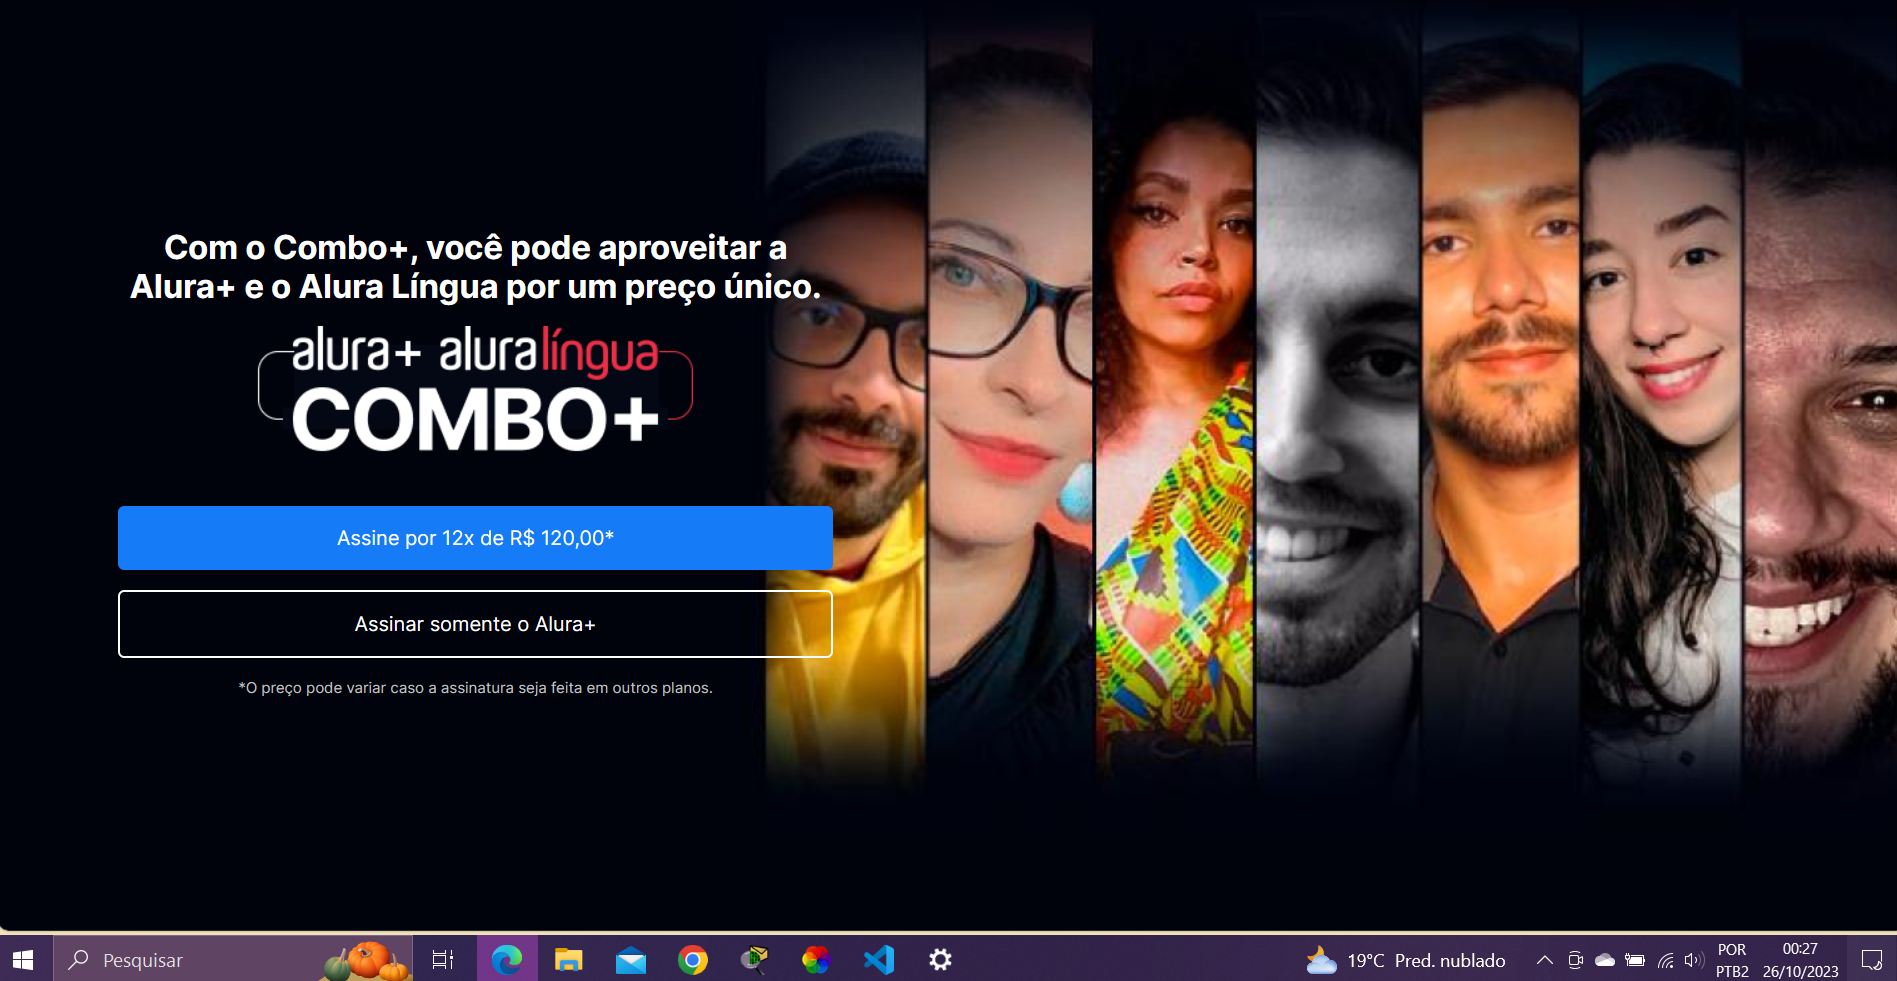 Com o Combo+, você pode aproveitar a
Alura+ e o Alura Língua por um preço único.
alura+ aluralíngua
COMBO+
Assine por 12x de R$ 120,00*
Assinar somente o Alura+
*O preço pode variar caso a assinatura seja feita em outros planos.
Pesquisar
19°C Pred. nublado
POR
PTB2
00:27
26/10/2023